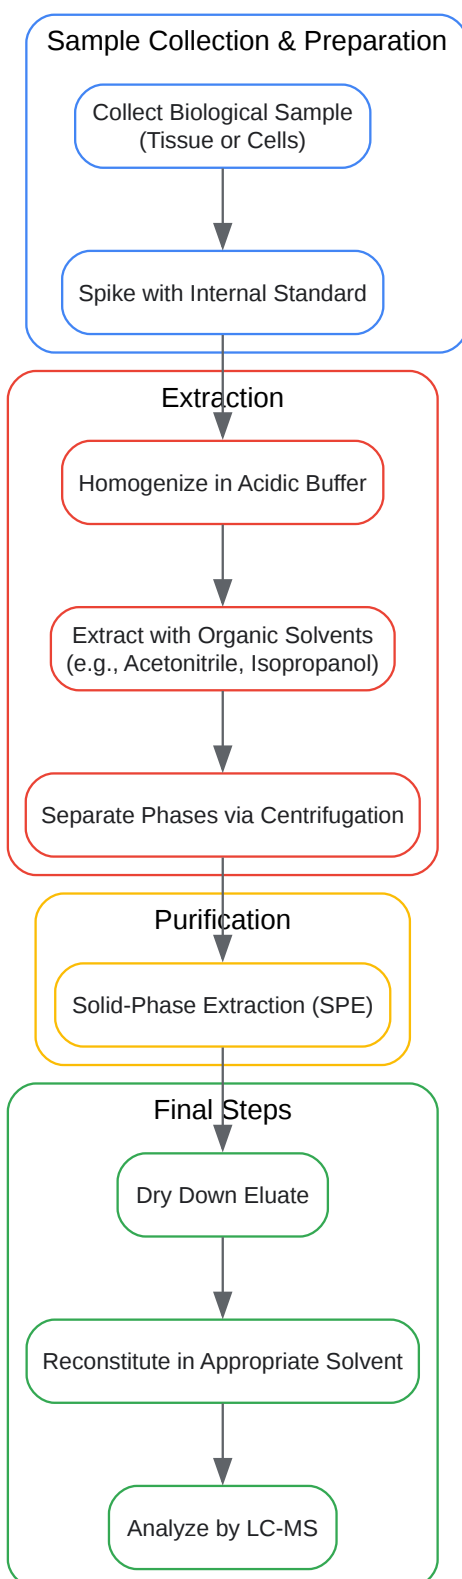 Sample Collection & Preparation
Collect Biological Sample
(Tissue or Cells)
Spike with Internal Standard
Extraction
Homogenize in Acidic Buffer
Extract with Organic Solvents
(e.g., Acetonitrile, Isopropanol)
Separate Phases via Centrifugation
Purification
Solid-Phase Extraction (SPE)
Final Steps
Dry Down Eluate
Reconstitute in Appropriate Solvent
Analyze by LC-MS